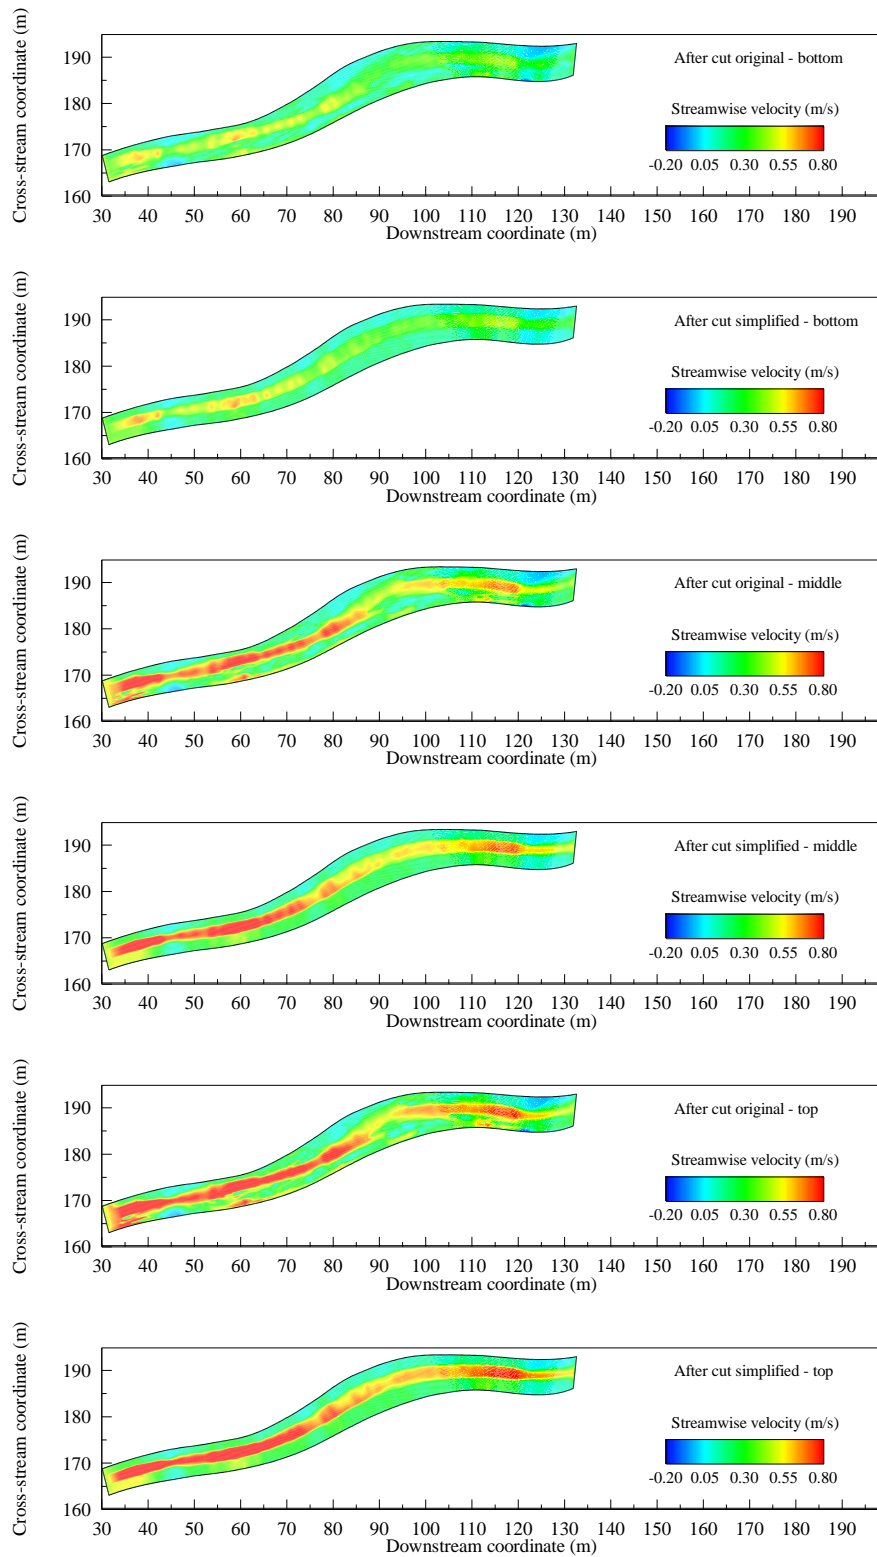 Cross-stream coordinate (m)
190
180
170
160
After cut original - bottom
Streamwise velocity (m/s)
-0.20 0.05 0.30 0.55 0.80
30 40 50 60 70 80 90 100 110 120 130 140 150 160 170 180 190
Downstream coordinate (m)
Cross-stream coordinate (m)
190
180
170
160
After cut simplified - bottom
Streamwise velocity (m/s)
-0.20 0.05 0.30 0.55 0.80
30 40 50 60 70 80 90 100 110 120 130 140 150 160 170 180 190
Downstream coordinate (m)
Cross-stream coordinate (m)
190
180
170
160
After cut original - middle
Streamwise velocity (m/s)
-0.20 0.05 0.30 0.55 0.80
30 40 50 60 70 80 90 100 110 120 130 140 150 160 170 180 190
Downstream coordinate (m)
Cross-stream coordinate (m)
190
180
170
160
After cut simplified - middle
Streamwise velocity (m/s)
-0.20 0.05 0.30 0.55 0.80
30 40 50 60 70 80 90 100 110 120 130 140 150 160 170 180 190
Downstream coordinate (m)
Cross-stream coordinate (m)
190
180
170
160
After cut original - top
Streamwise velocity (m/s)
-0.20 0.05 0.30 0.55 0.80
30 40 50 60 70 80 90 100 110 120 130 140 150 160 170 180 190
Downstream coordinate (m)
Cross-stream coordinate (m)
190
180
170
160
After cut simplified - top
Streamwise velocity (m/s)
-0.20 0.05 0.30 0.55 0.80
30 40 50 60 70 80 90 100 110 120 130 140 150 160 170 180 190
Downstream coordinate (m)